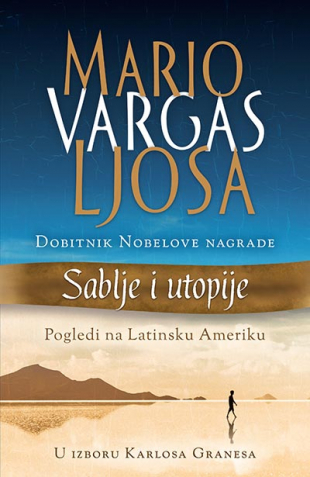 MARIO
VARGAS
LJOSA
DOBITNIK NOBELOVE NAGRADE
Sablje i utopije
Pogledi na Latinsku Ameriku
U IZBORU KARLOSA GRANESA